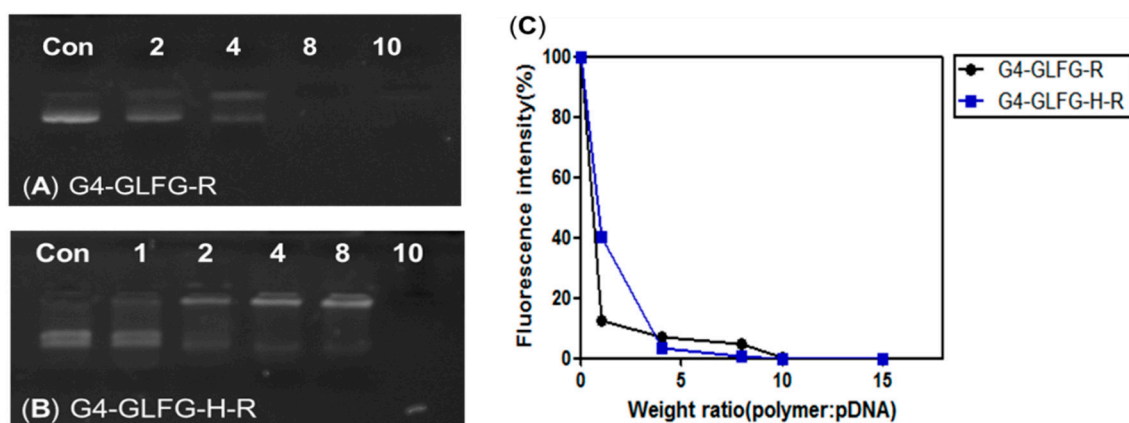 Con 2 4 8 10
(A) G4-GLFG-R
Con 1 2 4 8 10
(B) G4-GLFG-H-R
(C)
100
80
60
40
20
0
Fluorescence intensity(%)
0 5 10 15
Weight ratio(polymer:pDNA)
G4-GLFG-R
G4-GLFG-H-R